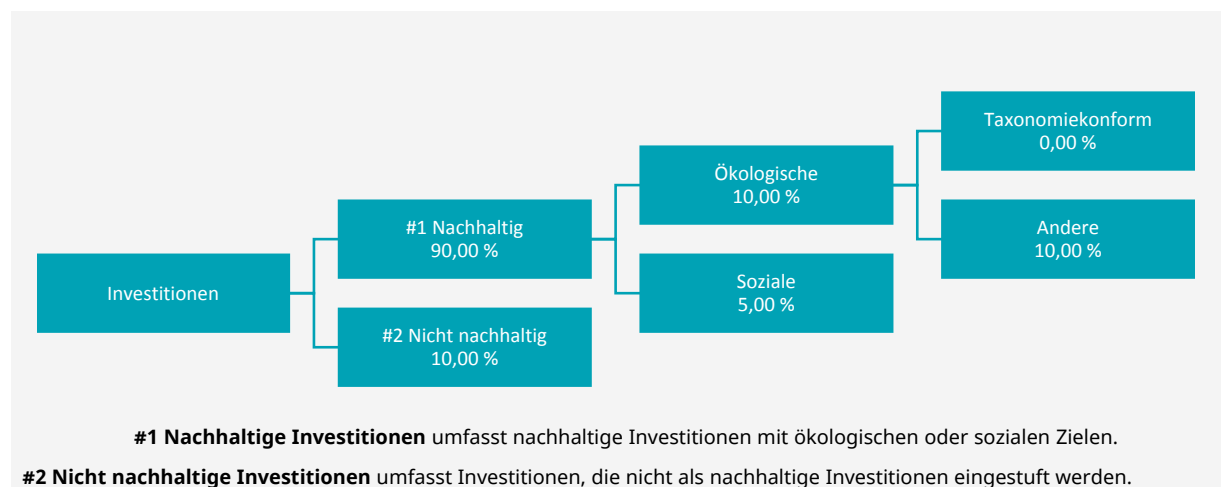 Investitionen
#1 Nachhaltig
90,00 %
#2 Nicht nachhaltig
10,00 %
Ökologische
10,00 %
Soziale
5,00 %
Taxonomiekonform
0,00 %
Andere
10,00 %
#1 Nachhaltige Investitionen umfasst nachhaltige Investitionen mit ökologischen oder sozialen Zielen.
#2 Nicht nachhaltige Investitionen umfasst Investitionen, die nicht als nachhaltige Investitionen eingestuft werden.